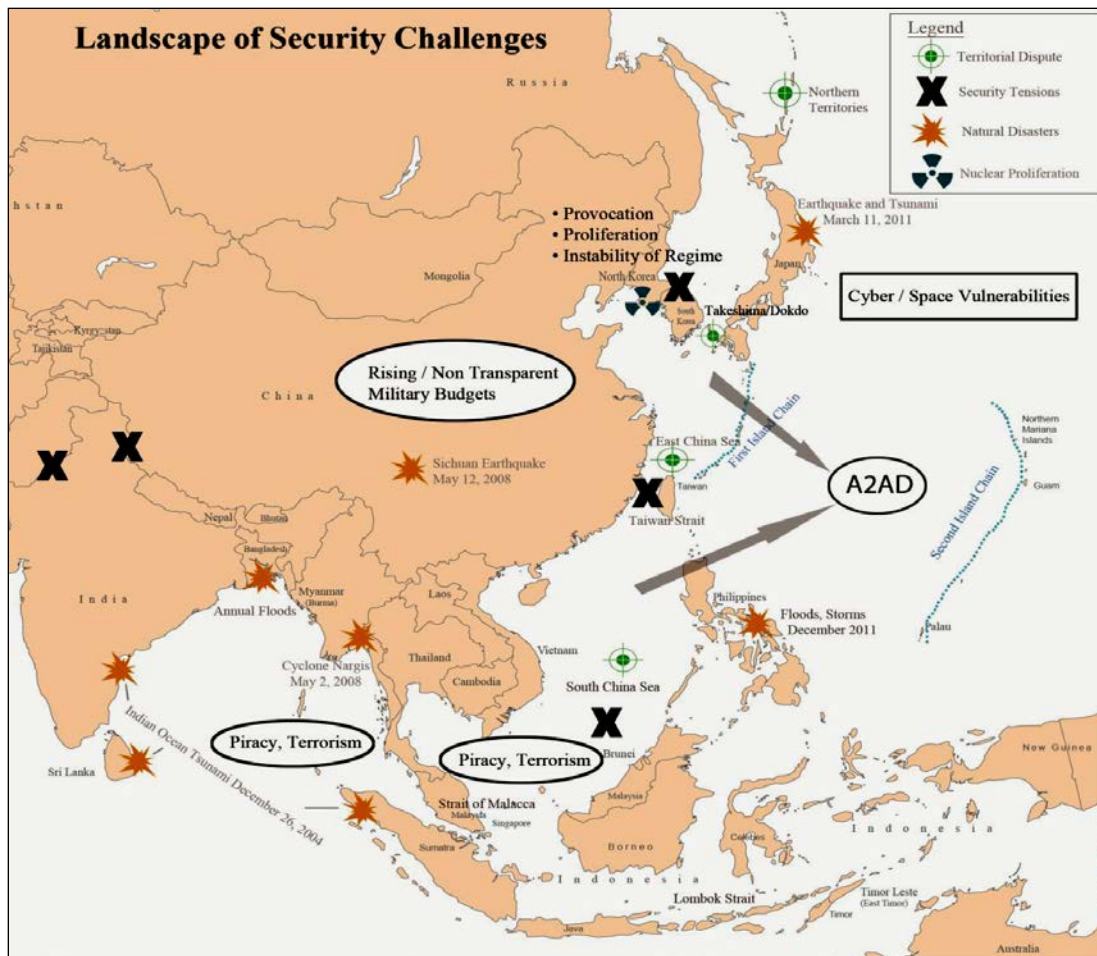 Landscape of Security Challenges
Legend
Territorial Dispute
Security Tensions
Natural Disasters
Nuclear Proliferation
Russia
Northern
Territories
hstan
Mongolia
• Provocation
• Proliferation
• Instability of Regime
North Korea
South
Korea
Takeshima/Dokdo
Japan
Earthquake and Tsunami
March 11, 2011
Cyber / Space Vulnerabilities
Kyrgyzstan
Tajikistan
China
Rising / Non Transparent
Military Budgets
Sichuan Earthquake
May 12, 2008
East China Sea
Taiwan
Taiwan Strait
First Island Chain
A2AD
Second Island Chain
Northern
Mariana
Islands
Guam
Palau
Nepal
Bhutan
Bangladesh
India
Annual Floods
Myanmar
(Burma)
Laos
Thailand
Vietnam
Cambodia
Cyclone Nargis
May 2, 2008
Philippines
Floods, Storms
December 2011
South China Sea
Brunei
Piracy, Terrorism
Piracy, Terrorism
Sri Lanka
Indian Ocean Tsunami December 26, 2004
Strait of Malacca
Malaysia
Singapore
Malaysia
Sumatra
Borneo
Celebes
Indonesia
Indonesia
New Guinea
Lombok Strait
Java
Timor Leste
(East Timor)
Timor
Australia